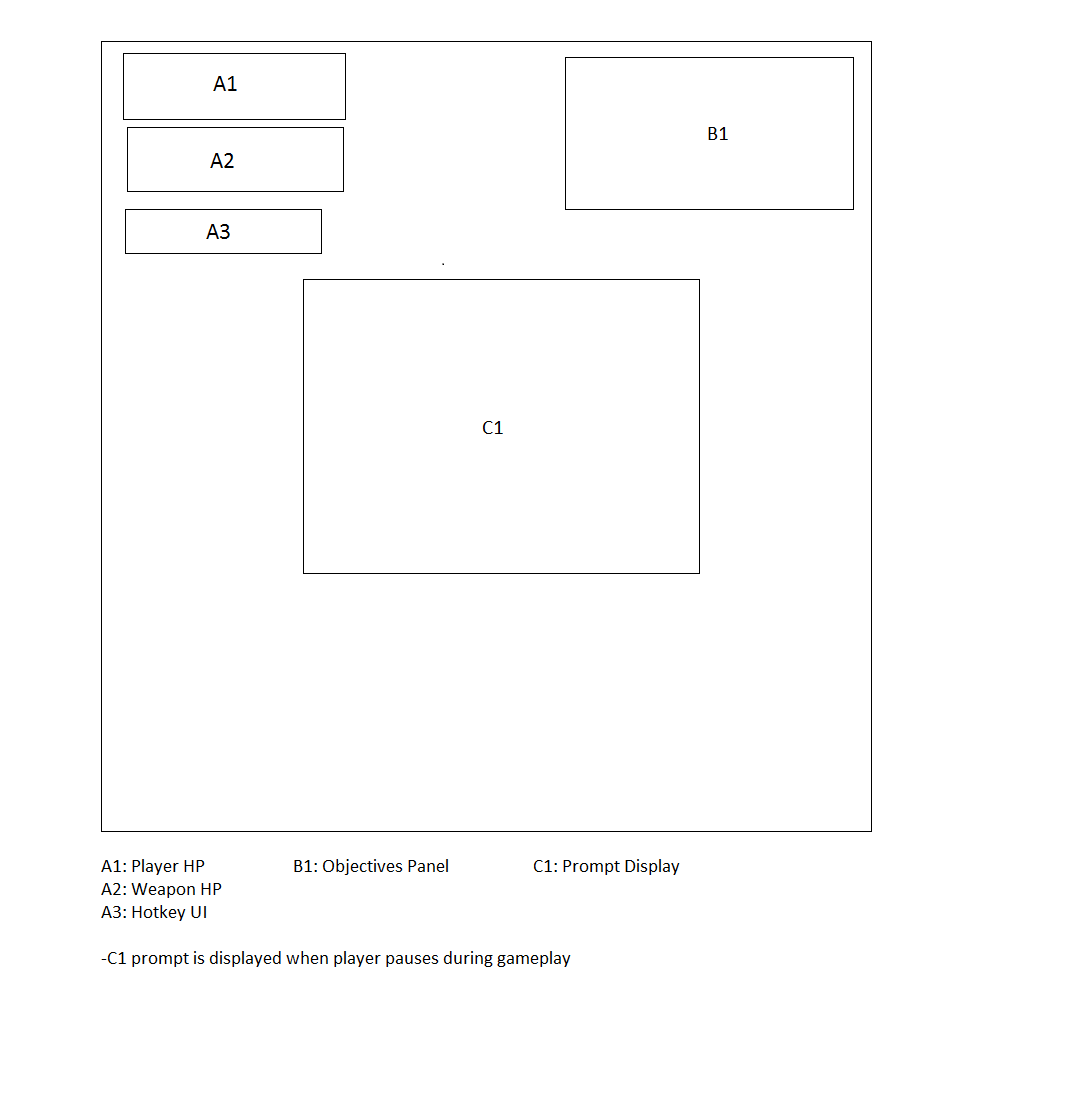 A1
B1
A2
A3
C1
A1: Player HP B1: Objectives Panel C1: Prompt Display
A2: Weapon HP
A3: Hotkey UI
-C1 prompt is displayed when player pauses during gameplay